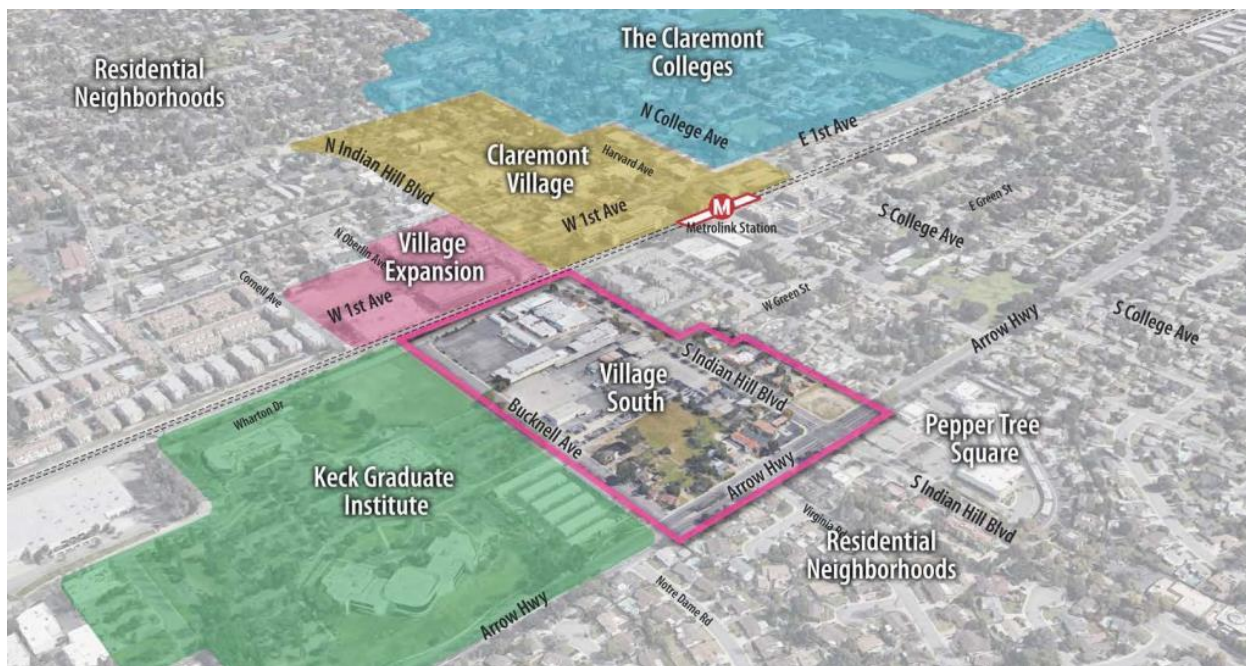 The Claremont
Colleges
Residential
Neighborhoods
N College Ave
E 1st Ave
N Indian Hill Blvd
Claremont
Village
Harvard Ave
W 1st Ave
M
Metrolink Station
E Green St
S College Ave
N Oberlin Ave
Village
Expansion
Cornell Ave
W 1st Ave
W Green St
Arrow Hwy
S College Ave
S Indian Hill Blvd
Village
South
Bucknell Ave
Wharton Dr
Pepper Tree
Square
Keck Graduate
Institute
Arrow Hwy
S Indian Hill Blvd
Virginia
Residential
Neighborhoods
Notre Dame Rd
Arrow Hwy